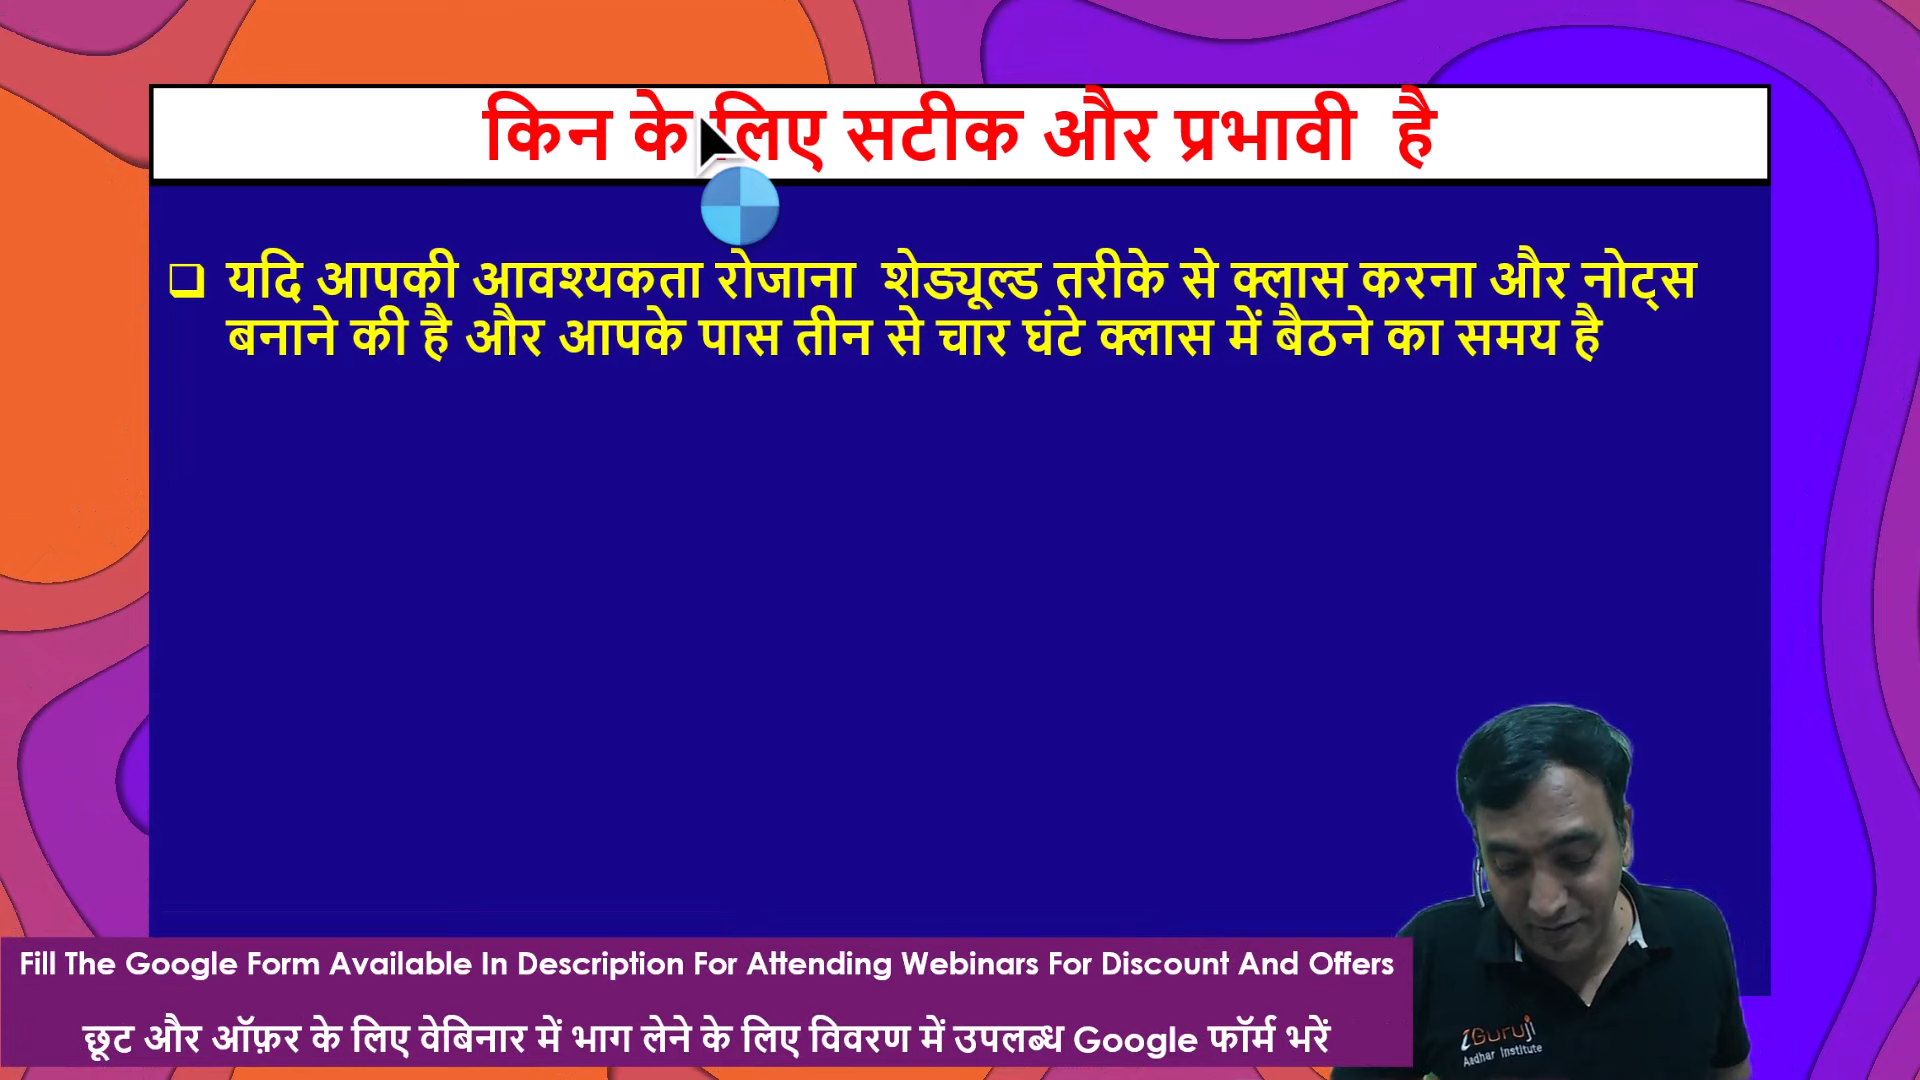 किन के लिए सटीक और प्रभावी है
❑ यदि आपकी आवश्यकता रोजाना शेड्यूल्ड तरीके से क्लास करना और नोट्स
बनाने की है और आपके पास तीन से चार घंटे क्लास में बैठने का समय है
Fill The Google Form Available In Description For Attending Webinars For Discount And Offers
छूट और ऑफ़र के लिए वेबिनार में भाग लेने के लिए विवरण में उपलब्ध Google फॉर्म भरें
iGuruji
Aadhar Institute